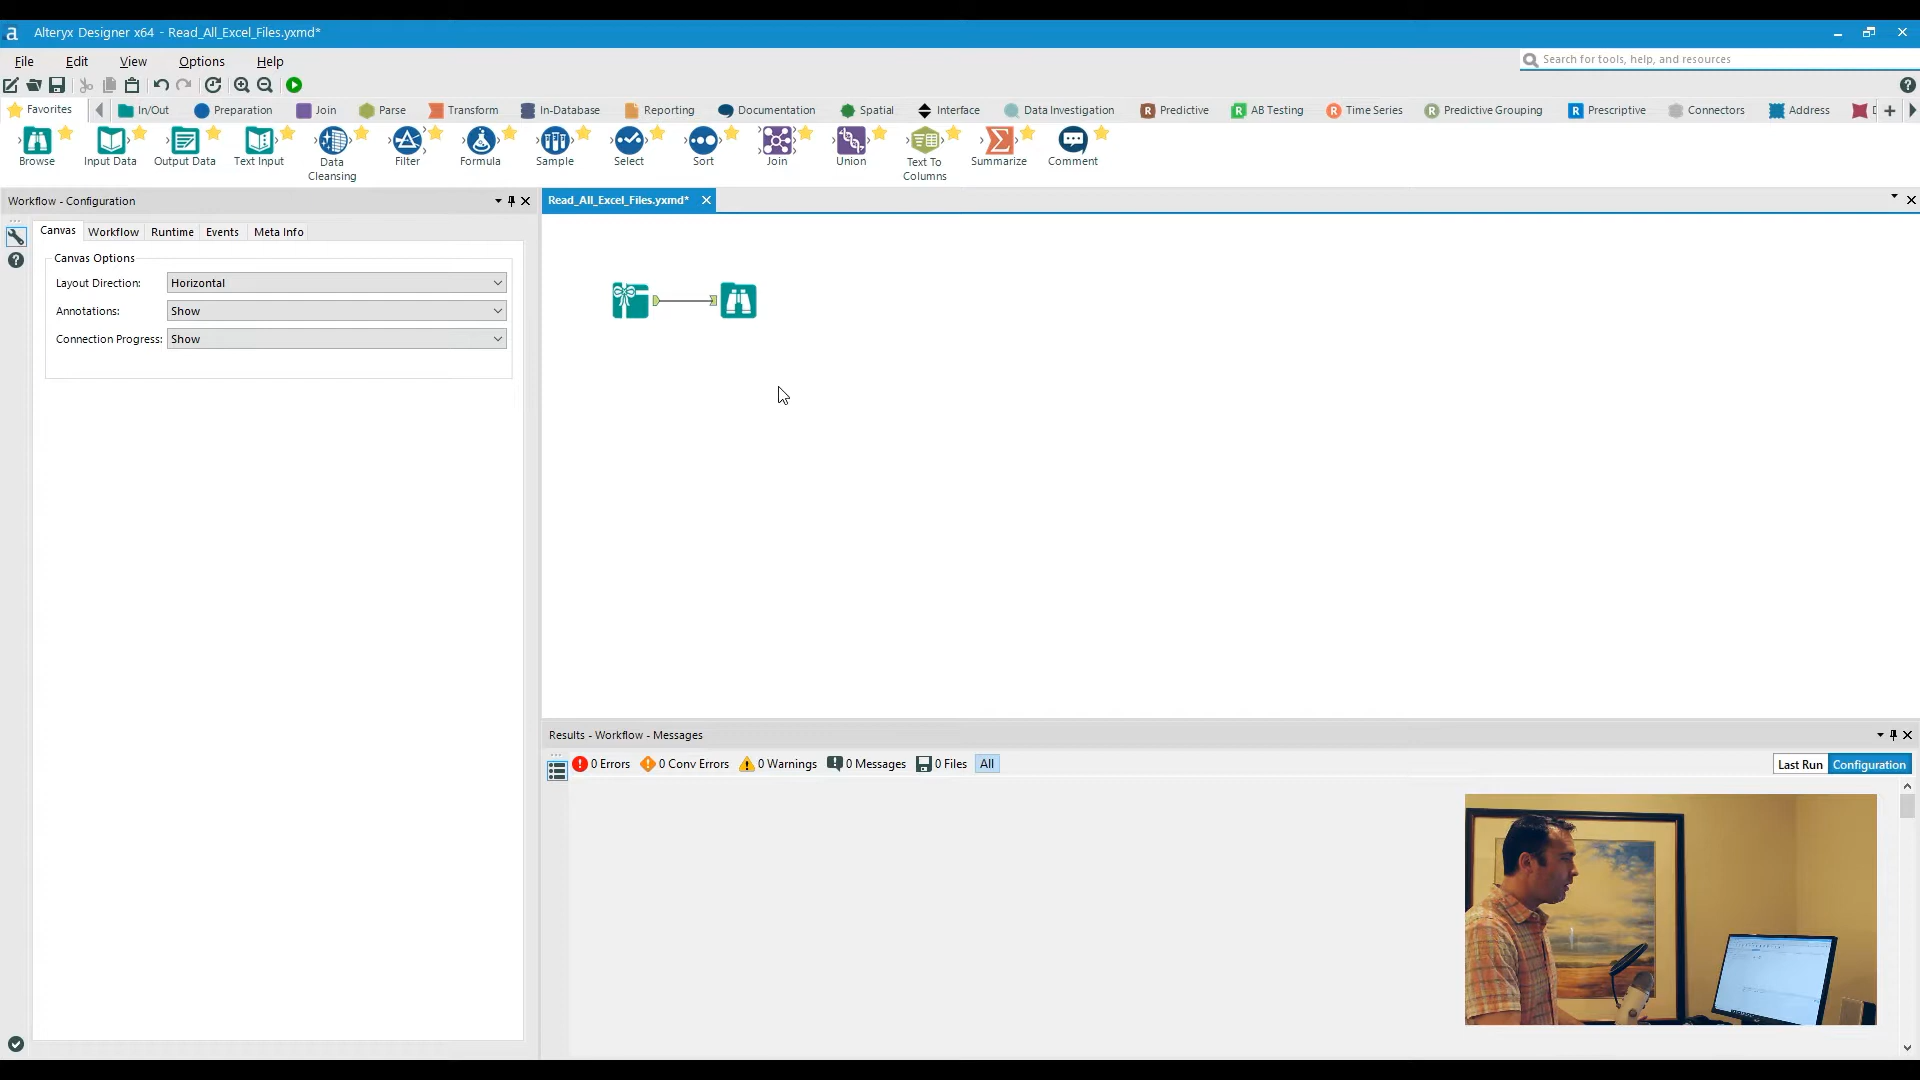 a Alteryx Designer x64 - Read_All_Excel_Files.yxmd*
File Edit View Options Help
Search for tools, help, and resources
Favorites In/Out Preparation Join Parse Transform In-Database Reporting Documentation Spatial Interface Data Investigation Predictive AB Testing Time Series Predictive Grouping Prescriptive Connectors Address
Browse Input Data Output Data Text Input Data Cleansing Filter Formula Sample Select Sort Join Union Text To Columns Summarize Comment
Workflow - Configuration
Read_All_Excel_Files.yxmd*
Canvas Workflow Runtime Events Meta Info
Canvas Options
Layout Direction: Horizontal
Annotations: Show
Connection Progress: Show
Results - Workflow - Messages
0 Errors 0 Conv Errors 0 Warnings 0 Messages 0 Files All
Last Run Configuration